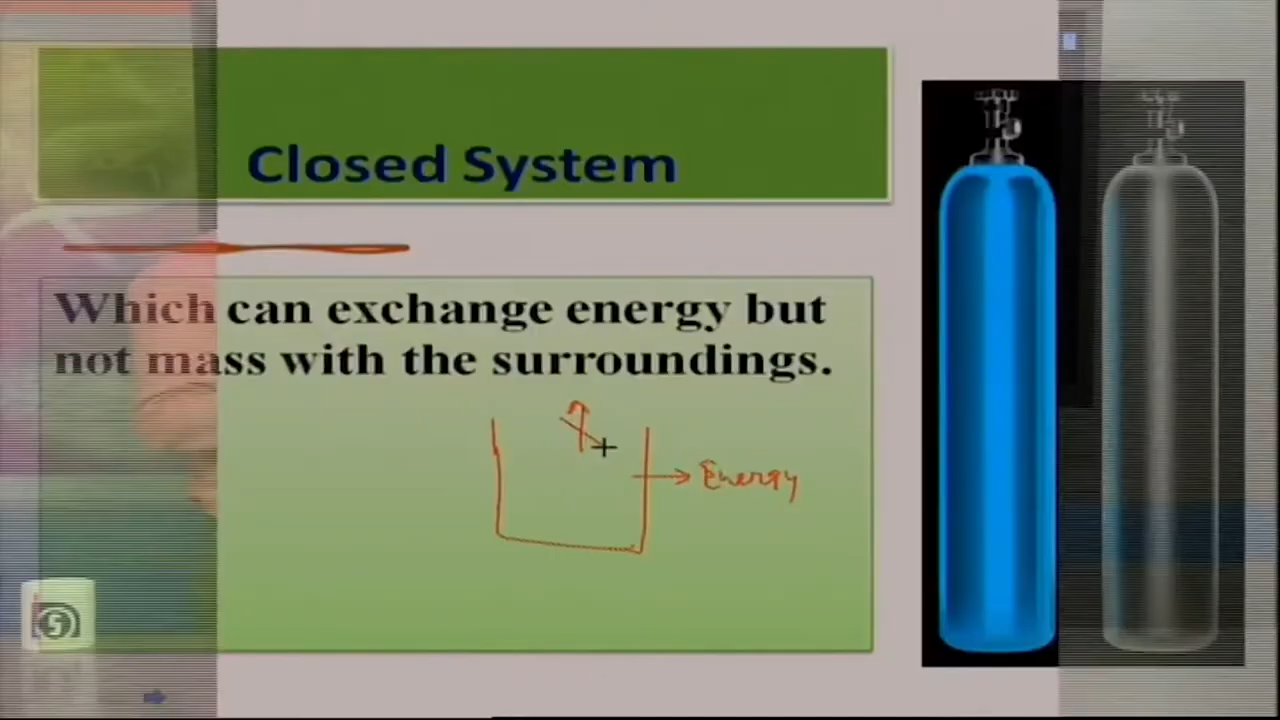 Closed System
Which can exchange energy but
not mass with the surroundings.
Energy